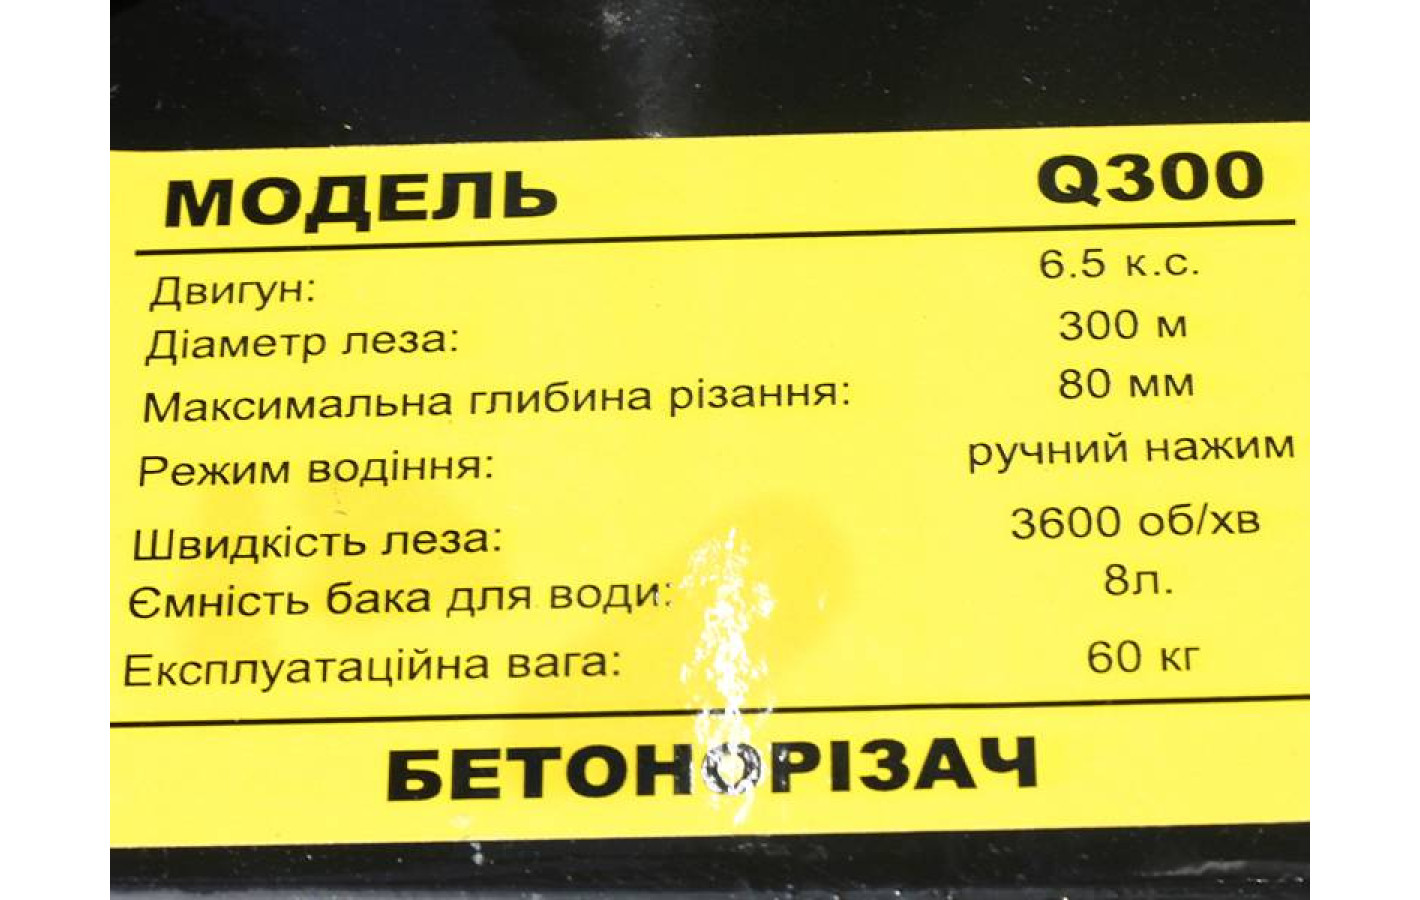 МОДЕЛЬ Q300
Двигун: 6.5 к.с.
Діаметр леза: 300 м
Максимальна глибина різання: 80 мм
Режим водіння: ручний нажим
Швидкість леза: 3600 об/хв
Ємність бака для води: 8л.
Експлуатаційна вага: 60 кг
БЕТОНОРІЗАЧ